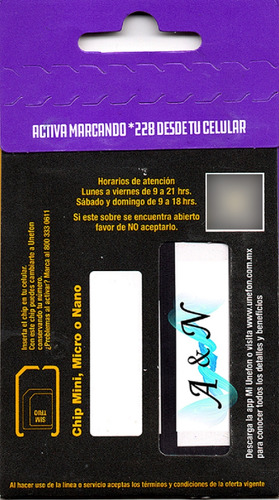 ACTIVA MARCANDO *228 DESDE TU CELULAR
Horarios de atención
Lunes a viernes de 9 a 21 hrs.
Sábado y domingo de 9 a 18 hrs.
Si este sobre se encuentra abierto
favor de NO aceptarlo.
Inserta el chip en tu celular.
Con este chip puedes cambiarte a Unefon
conservando tu número.
¿Problemas al activar? Marca al 800 333 0611
SIM
TRIO
Chip Mini, Micro o Nano
A & N
Descarga la app Mi Unefon o visita www.unefon.com.mx
para conocer todos los detalles y beneficios
Al hacer uso de la línea o servicio aceptas los términos y condiciones de la oferta vigente